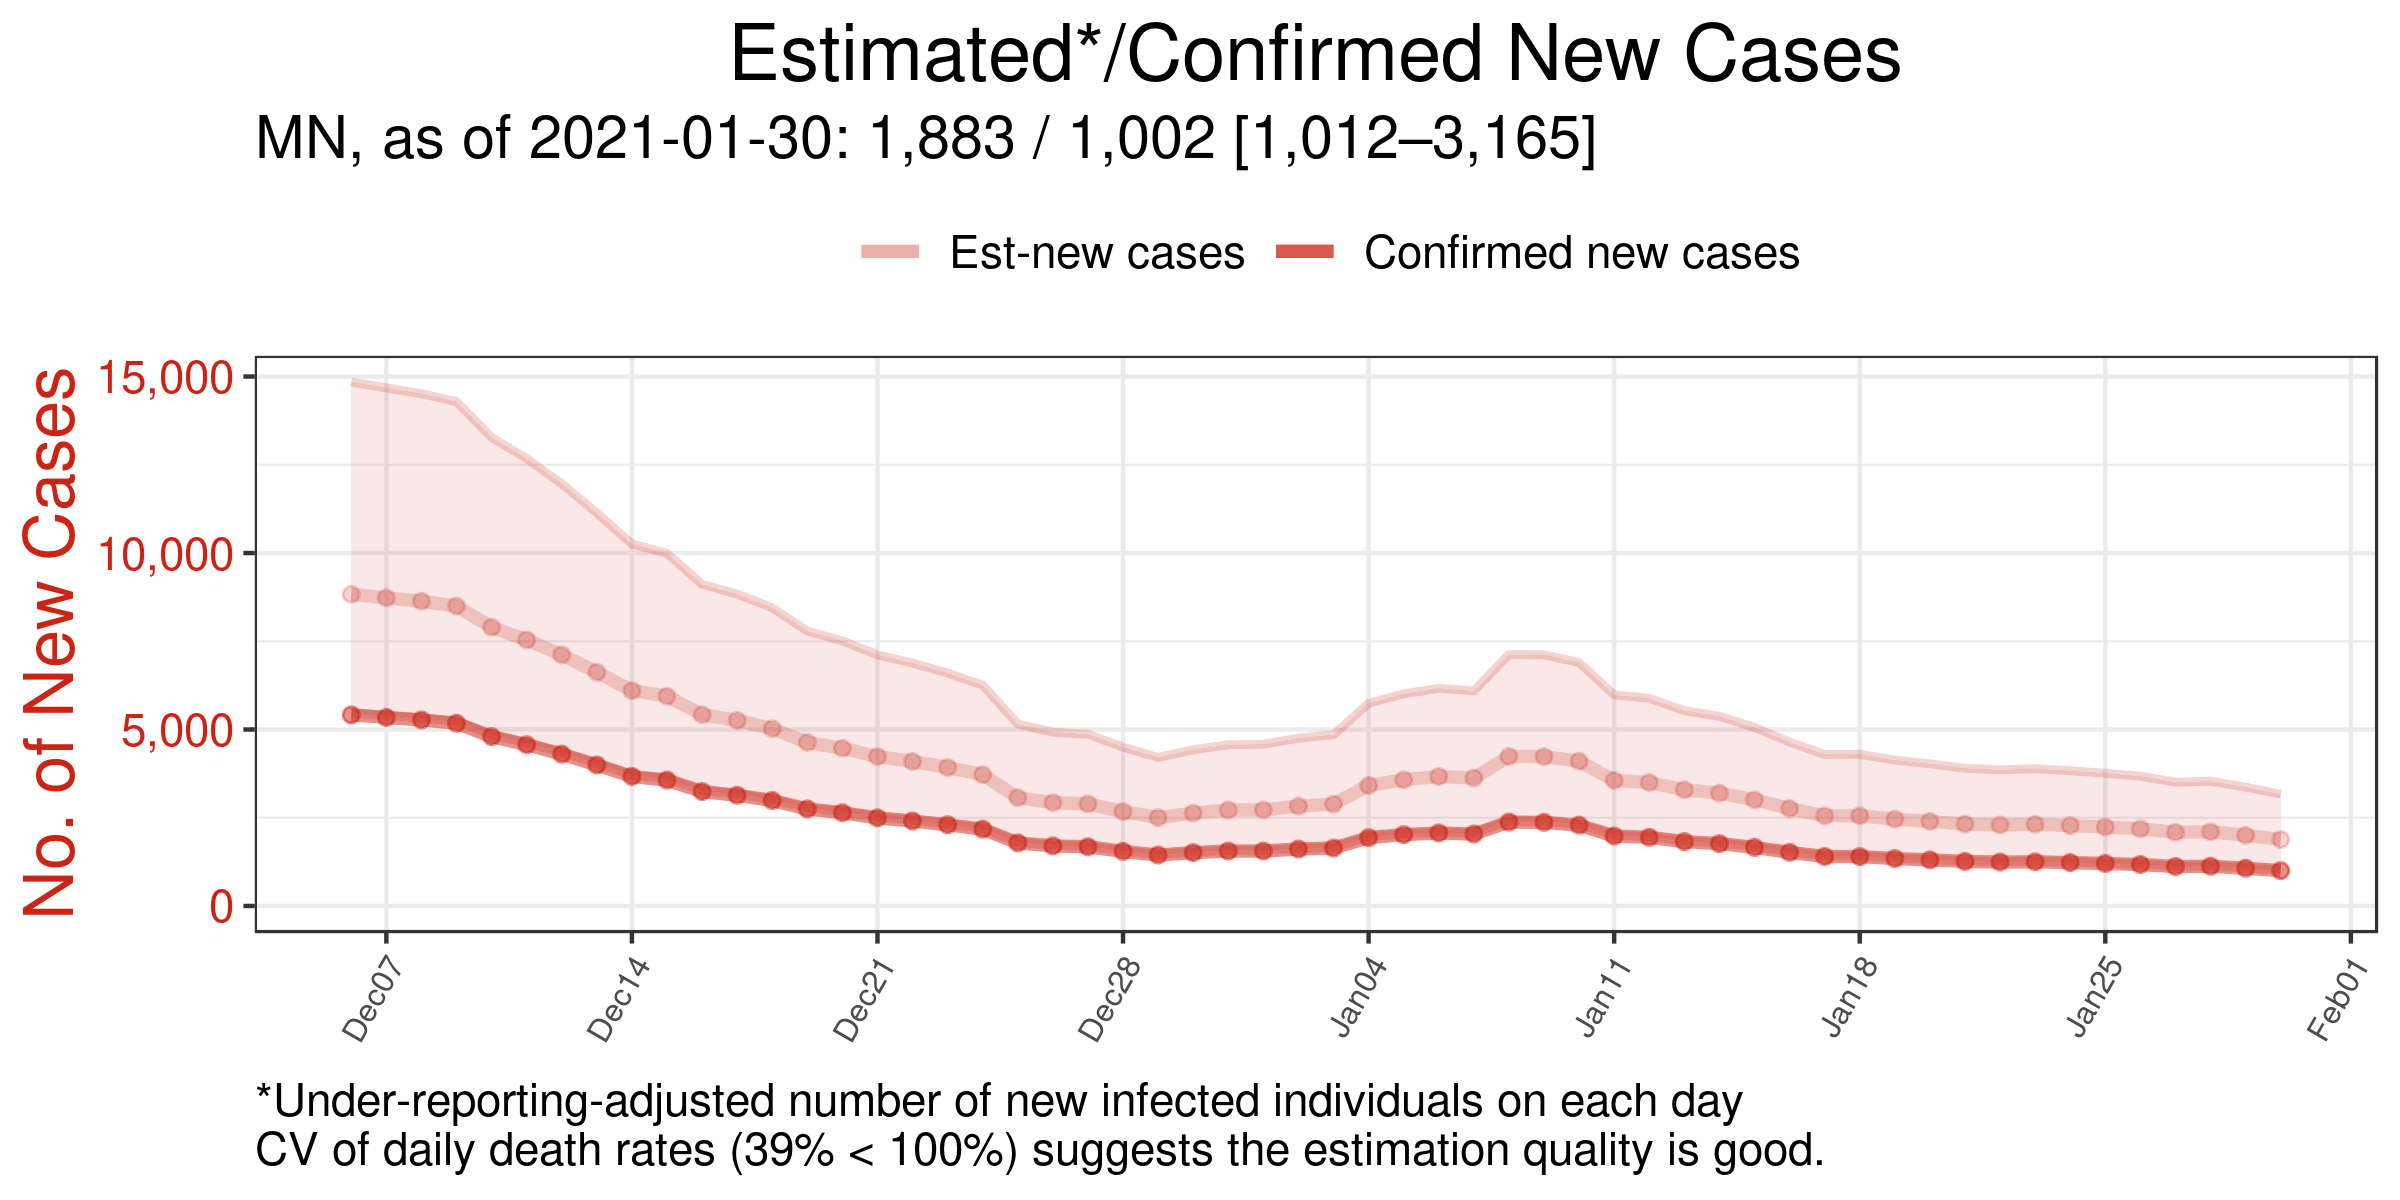 Estimated*/Confirmed New Cases
MN, as of 2021-01-30: 1,883 / 1,002 [1,012–3,165]
Est-new cases
Confirmed new cases
No. of New Cases
15,000
10,000
5,000
0
Dec07
Dec14
Dec21
Dec28
Jan04
Jan11
Jan18
Jan25
Feb01
*Under-reporting-adjusted number of new infected individuals on each day
CV of daily death rates (39% < 100%) suggests the estimation quality is good.